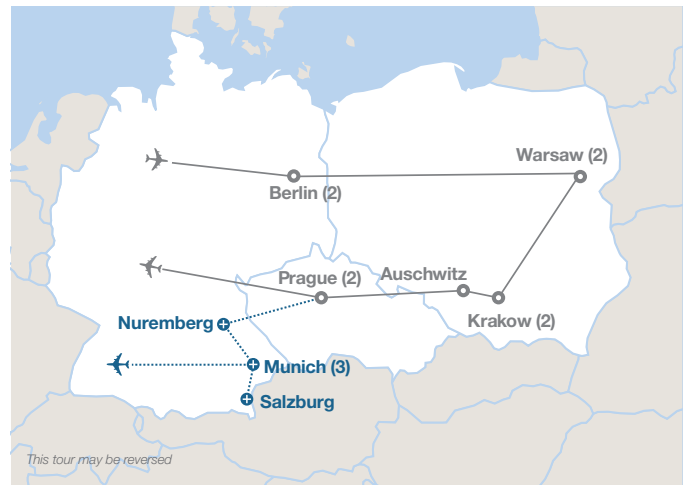 Warsaw (2)
Berlin (2)
Prague (2)
Auschwitz
Krakow (2)
Nuremberg
Munich (3)
Salzburg
This tour may be reversed